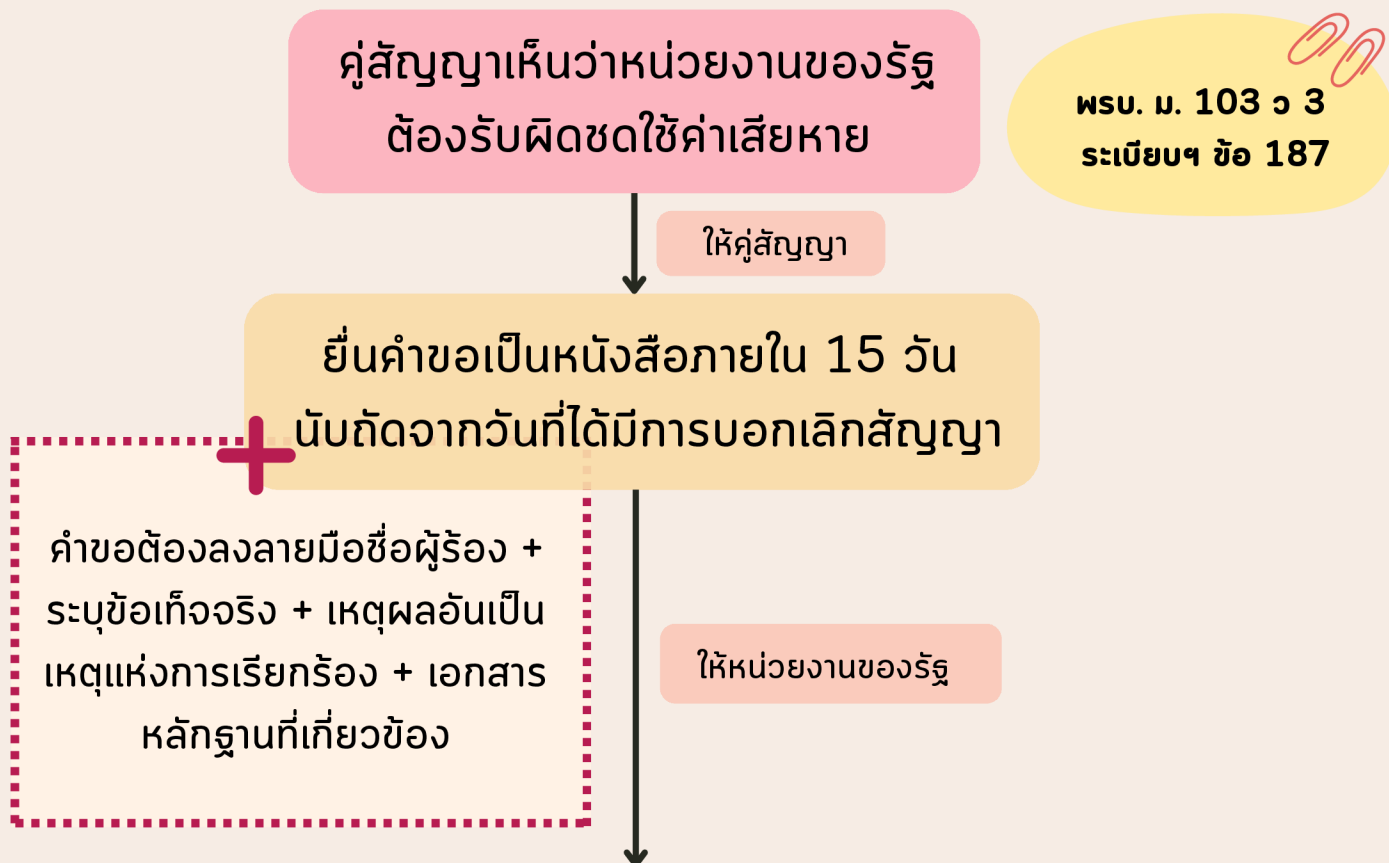 คู่สัญญาเห็นว่าหน่วยงานของรัฐ
ต้องรับผิดชดใช้ค่าเสียหาย
พรบ. ม. 103 ว 3
ระเบียบฯ ข้อ 187
ให้คู่สัญญา
ยื่นคำขอเป็นหนังสือภายใน 15 วัน
นับถัดจากวันที่ได้มีการบอกเลิกสัญญา
คำขอต้องลงลายมือชื่อผู้ร้อง +
ระบุข้อเท็จจริง + เหตุผลอันเป็น
เหตุแห่งการเรียกร้อง + เอกสาร
หลักฐานที่เกี่ยวข้อง
ให้หน่วยงานของรัฐ